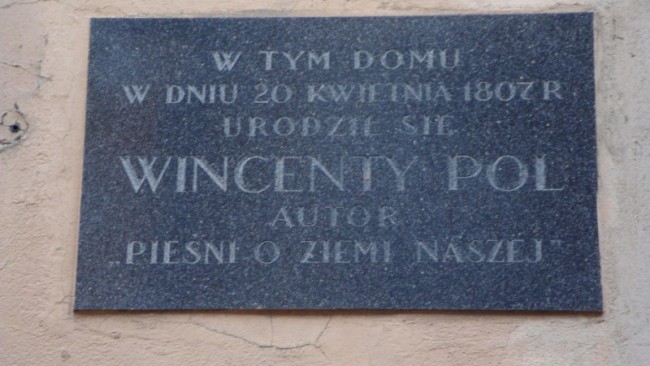 W TYM DOMU
W DNIU 20 KWIETNIA 1807 R
URODZIŁ SIĘ
WINCENTY POL
AUTOR
„PIEŚNI O ZIEMI NASZEJ”